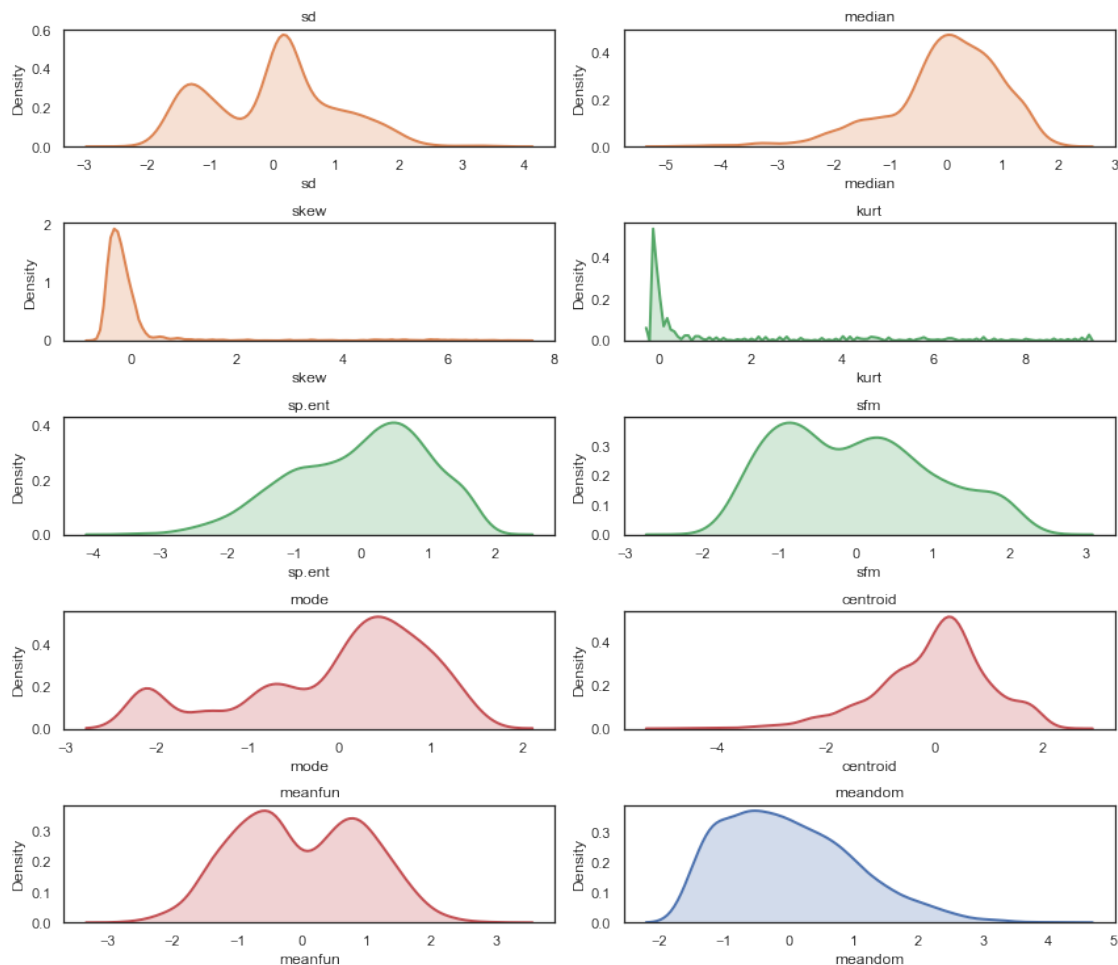 sd
0.6
0.4
0.2
0.0
Density
−3 −2 −1 0 1 2 3 4
sd
median
0.4
0.2
0.0
Density
−5 −4 −3 −2 −1 0 1 2 3
median
skew
2
1
0
Density
0 2 4 6 8
skew
kurt
0.4
0.2
0.0
Density
0 2 4 6 8
kurt
sp.ent
0.4
0.2
0.0
Density
−4 −3 −2 −1 0 1 2
sp.ent
sfm
0.3
0.2
0.1
0.0
Density
−3 −2 −1 0 1 2 3
sfm
mode
0.4
0.2
0.0
Density
−3 −2 −1 0 1 2
mode
centroid
0.4
0.2
0.0
Density
−4 −2 0 2
centroid
meanfun
0.3
0.2
0.1
0.0
Density
−3 −2 −1 0 1 2 3
meanfun
meandom
0.3
0.2
0.1
0.0
Density
−2 −1 0 1 2 3 4 5
meandom